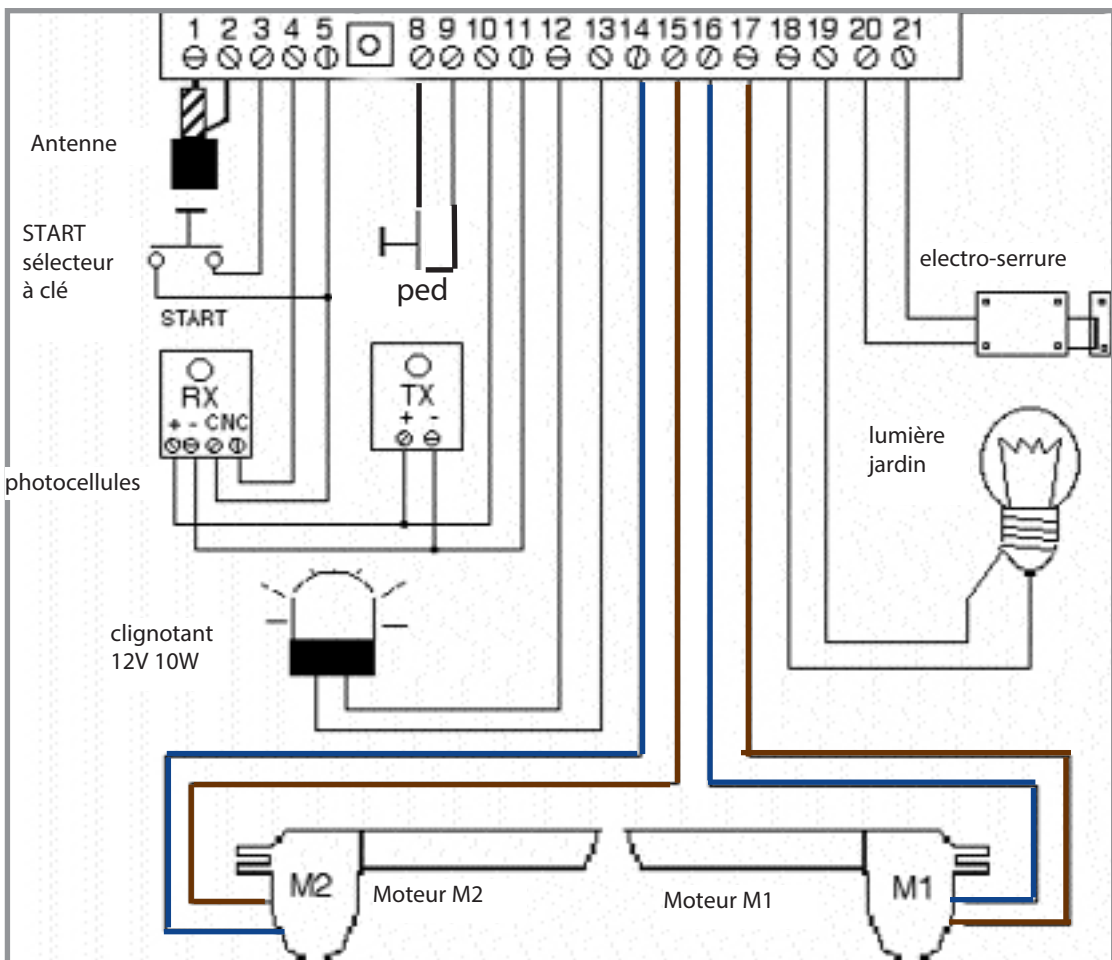 1 2 3 4 5 8 9 10 11 12 13 14 15 16 17 18 19 20 21
Antenne
START
sélecteur
à clé
START
ped
electro-serrure
RX
+ - C NC
TX
+ -
photocellules
lumière
jardin
clignotant
12V 10W
M2
Moteur M2
Moteur M1
M1